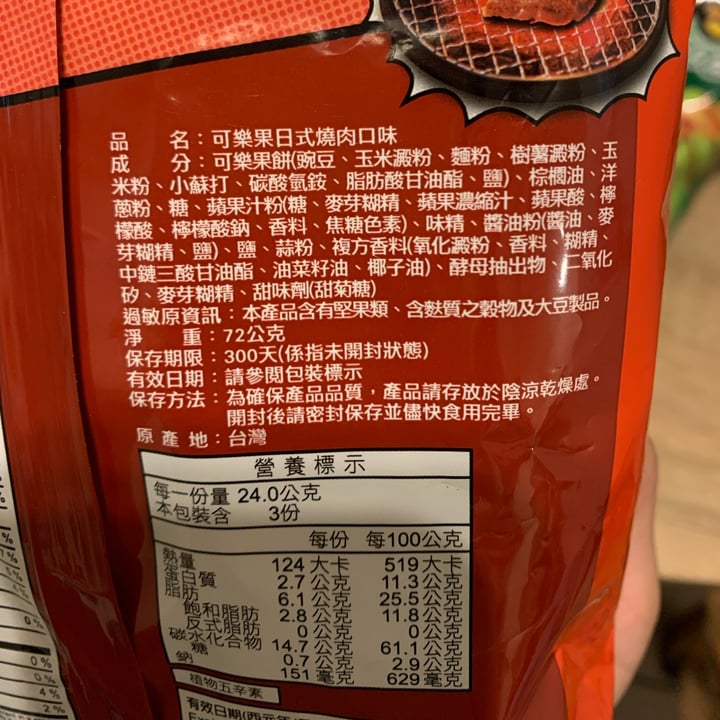 品 名：可樂果日式燒肉口味
成 分：可樂果餅(豌豆、玉米澱粉、麵粉、樹薯澱粉、玉
米粉、小蘇打、碳酸氫銨、脂肪酸甘油酯、鹽)、棕櫚油、洋
蔥粉、糖、蘋果汁粉(糖、麥芽糊精、蘋果濃縮汁、蘋果酸、檸
檬酸、檸檬酸鈉、香料、焦糖色素)、味精、醬油粉(醬油、麥
芽糊精、鹽)、鹽、蒜粉、複方香料(氧化澱粉、香料、糊精、
中鏈三酸甘油酯、油菜籽油、椰子油)、酵母抽出物、二氧化
矽、麥芽糊精、甜味劑(甜菊糖)
過敏原資訊：本產品含有堅果類、含麩質之穀物及大豆製品。
淨 重：72公克
保存期限：300天(係指未開封狀態)
有效日期：請參閱包裝標示
保存方法：為確保產品品質，產品請存放於陰涼乾燥處。
開封後請密封保存並儘快食用完畢。
原 產 地：台灣
營養標示
每一份量 24.0公克
本包裝含 3份
每份 每100公克
熱量 124大卡 519大卡
蛋白質 2.7公克 11.3公克
脂肪 6.1公克 25.5公克
飽和脂肪 2.8公克 11.8公克
反式脂肪 0公克 0公克
碳水化合物 14.7公克 61.1公克
糖 0.7公克 2.9公克
鈉 151毫克 629毫克
植物五辛素
0%
0%
4%
2%